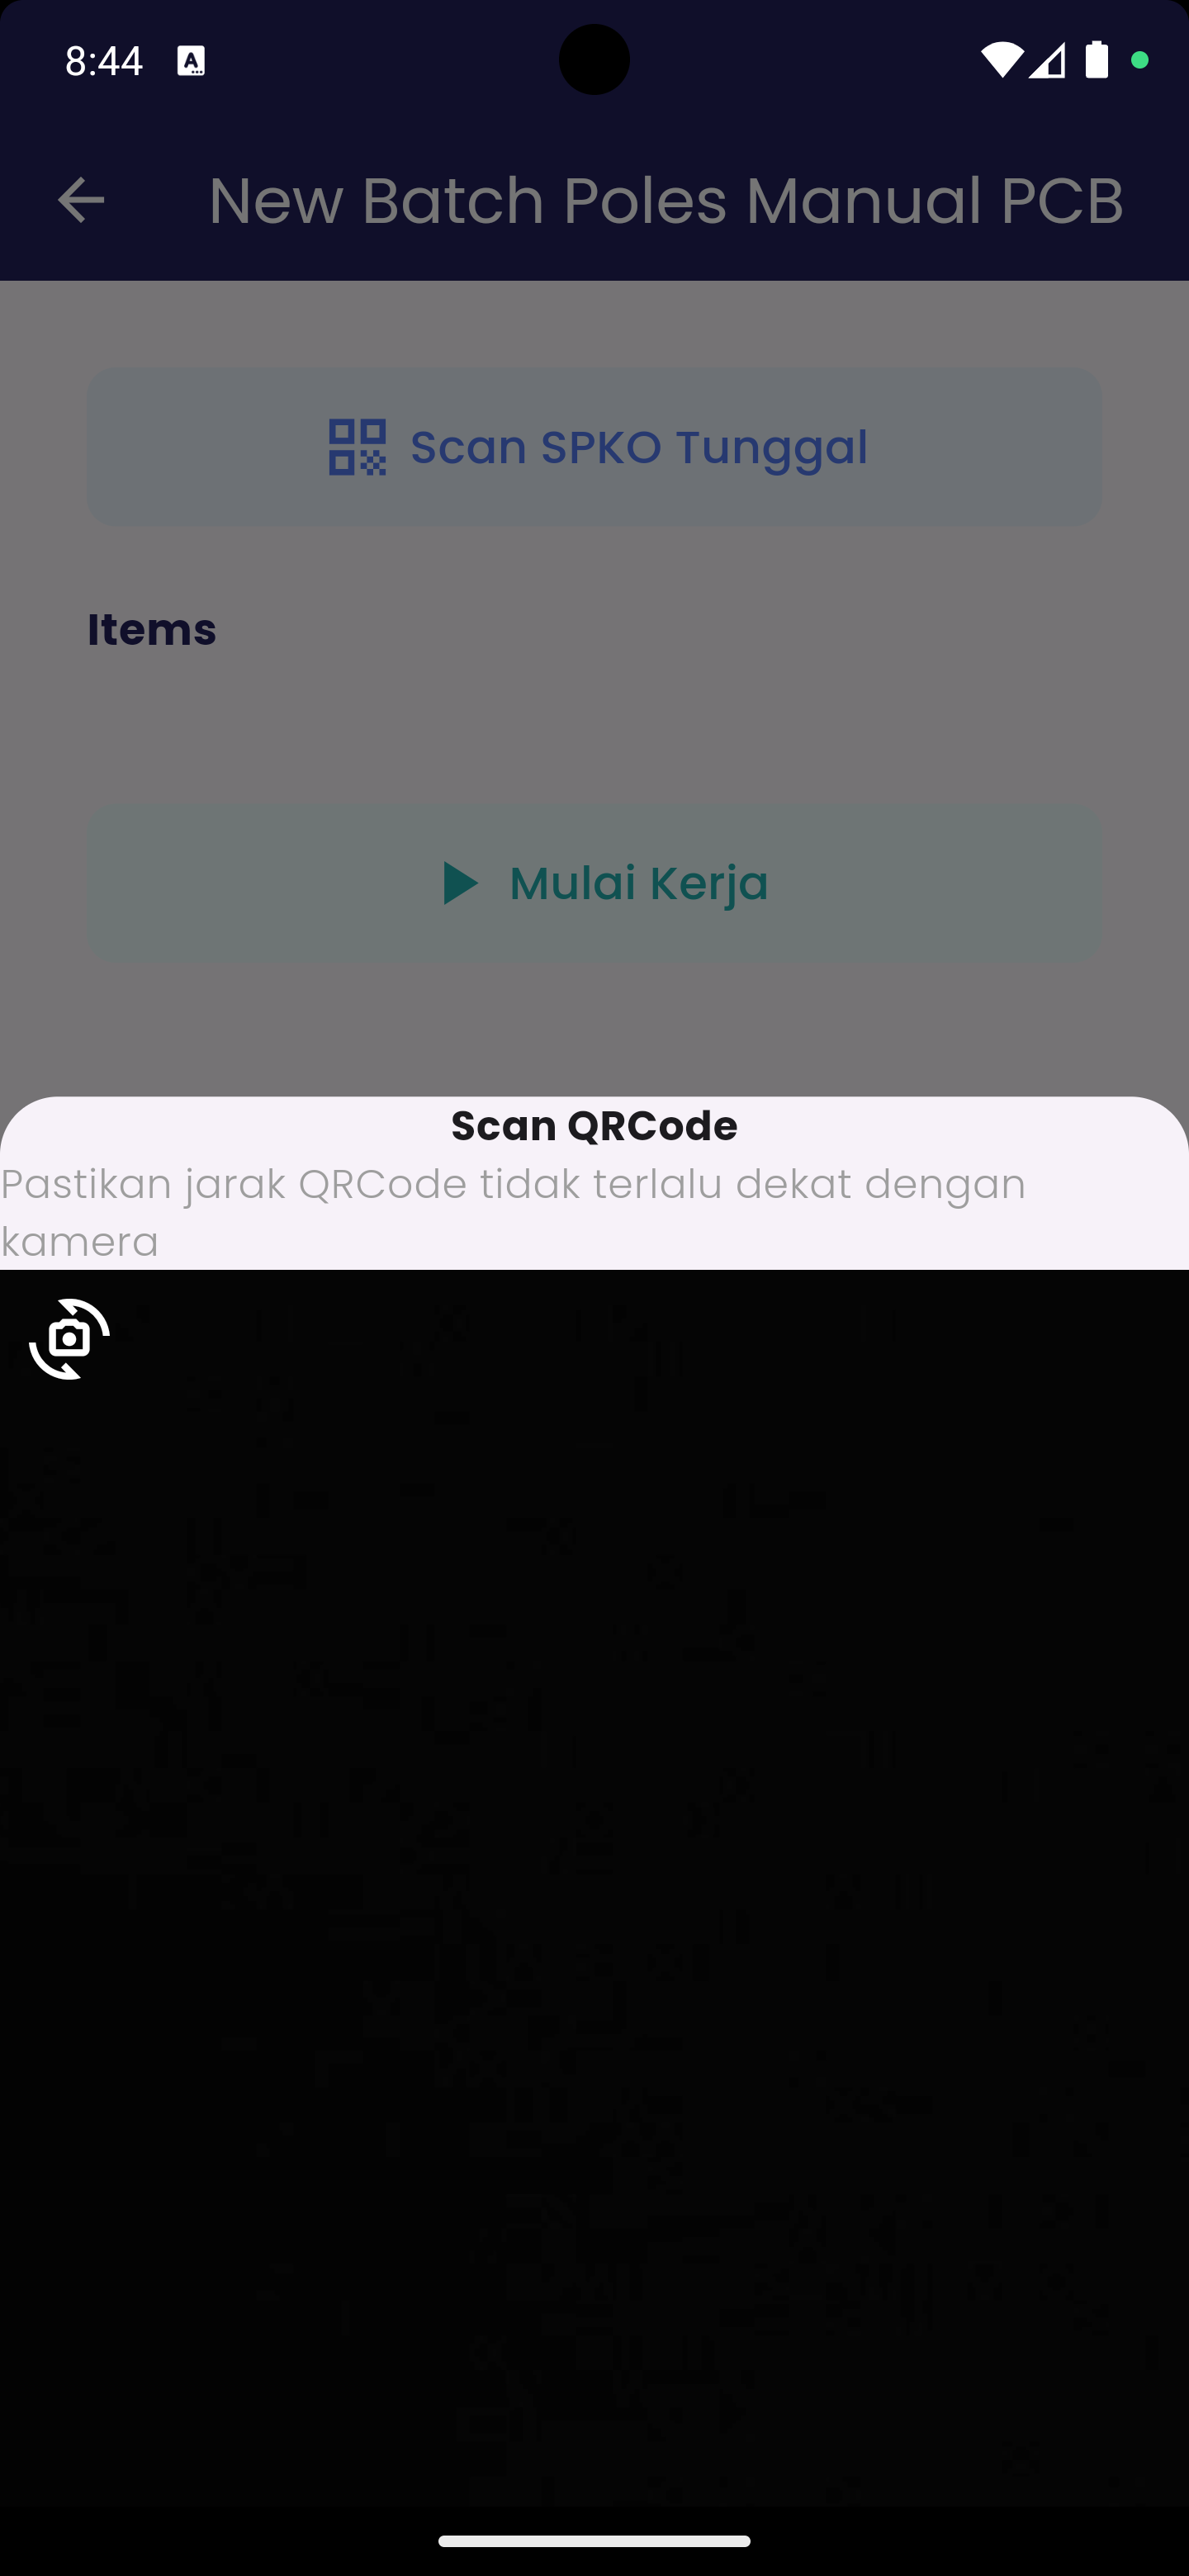 8:44
New Batch Poles Manual PCB
Scan SPKO Tunggal
Items
Mulai Kerja
Scan QRCode
Pastikan jarak QRCode tidak terlalu dekat dengan
kamera